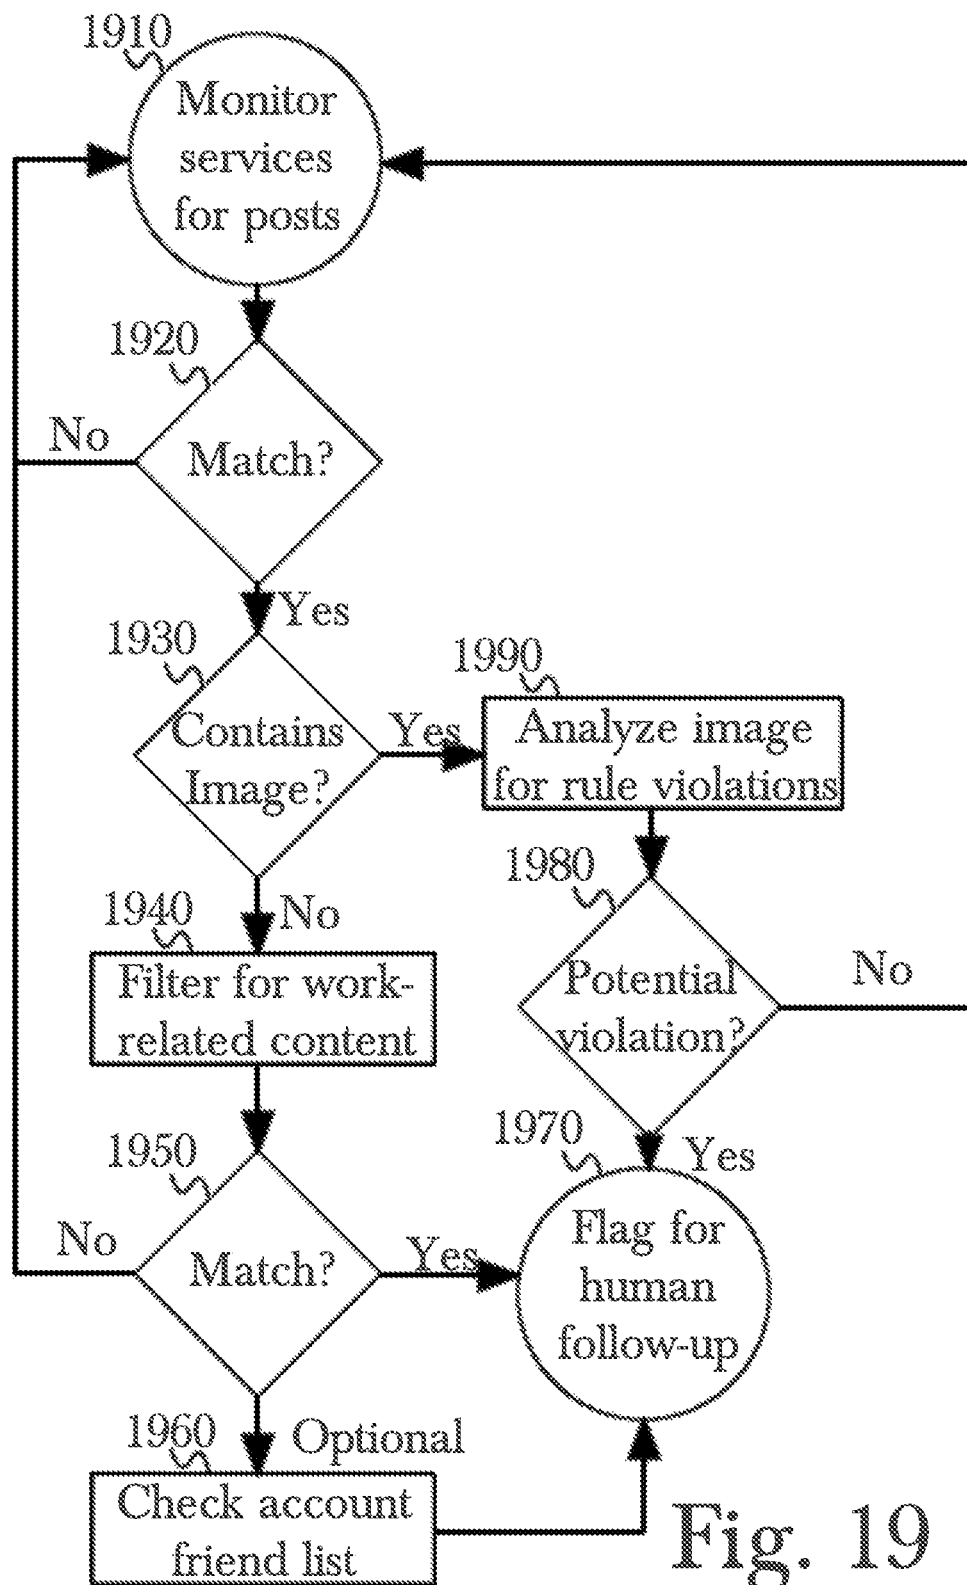 1910
Monitor
services
for posts
1920
No
Match?
Yes
1930
1990
Contains
Image?
Yes
Analyze image
for rule violations
1980
No
1940
Filter for work-
related content
Potential
violation?
No
1970
Yes
1950
No
Match?
Yes
Flag for
human
follow-up
1960
Optional
Check account
friend list
Fig. 19